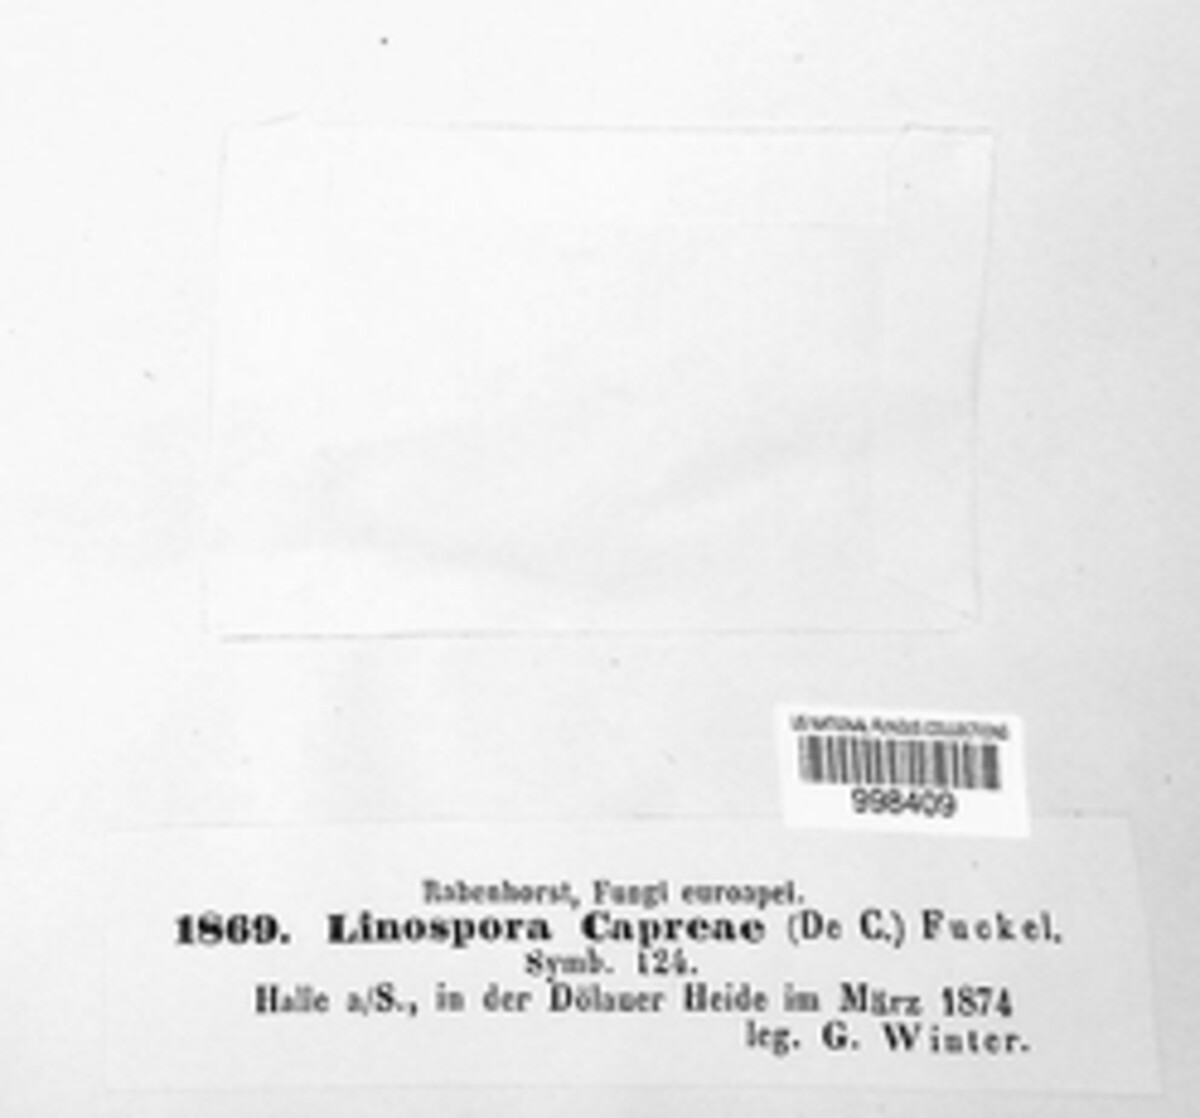 US NATIONAL FUNGUS COLLECTIONS
998409
Rabenhorst, Fungi euroapei.
1869. Linospora Capreae (De C.) Fuckel.
Symb. 124.
Halle a/S., in der Dölauer Heide im März 1874
leg. G. Winter.